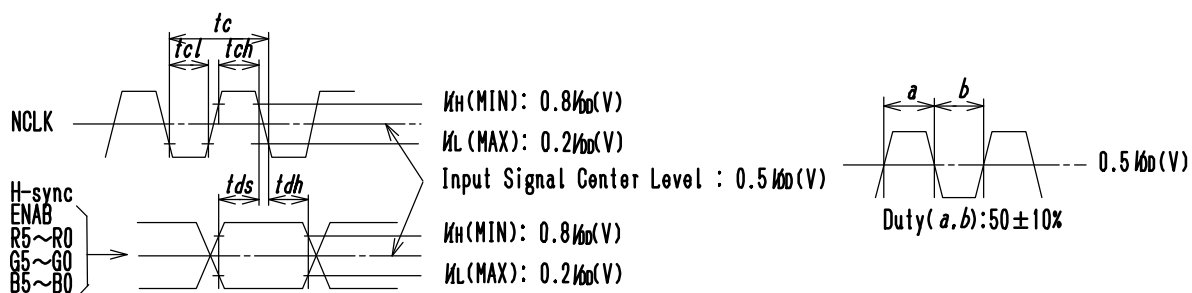 tc
tcl tch
NCLK
VIH(MIN): 0.8VDD(V)
VIL(MAX): 0.2VDD(V)
Input Signal Center Level : 0.5VDD(V)
tds tdh
H-sync
ENAB
R5~R0
G5~G0
B5~B0
VIH(MIN): 0.8VDD(V)
VIL(MAX): 0.2VDD(V)
a b
0.5VDD(V)
Duty(a,b):50±10%